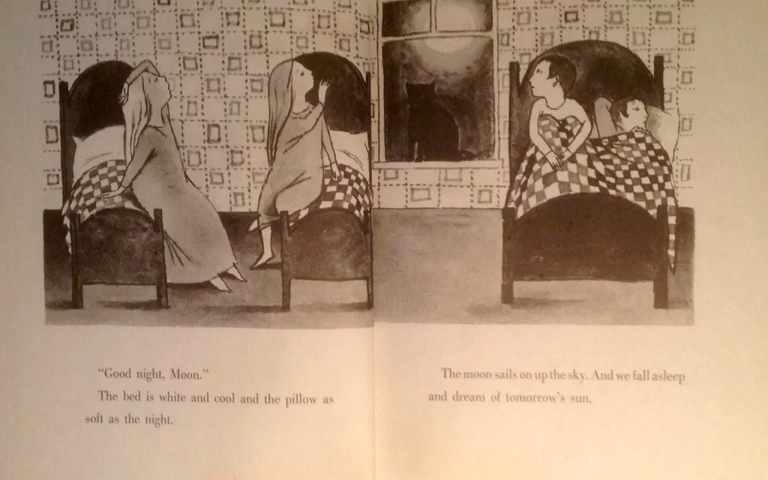 "Good night, Moon."
The bed is white and cool and the pillow as
soft as the night.
The moon sails on up the sky. And we fall asleep
and dream of tomorrow's sun.